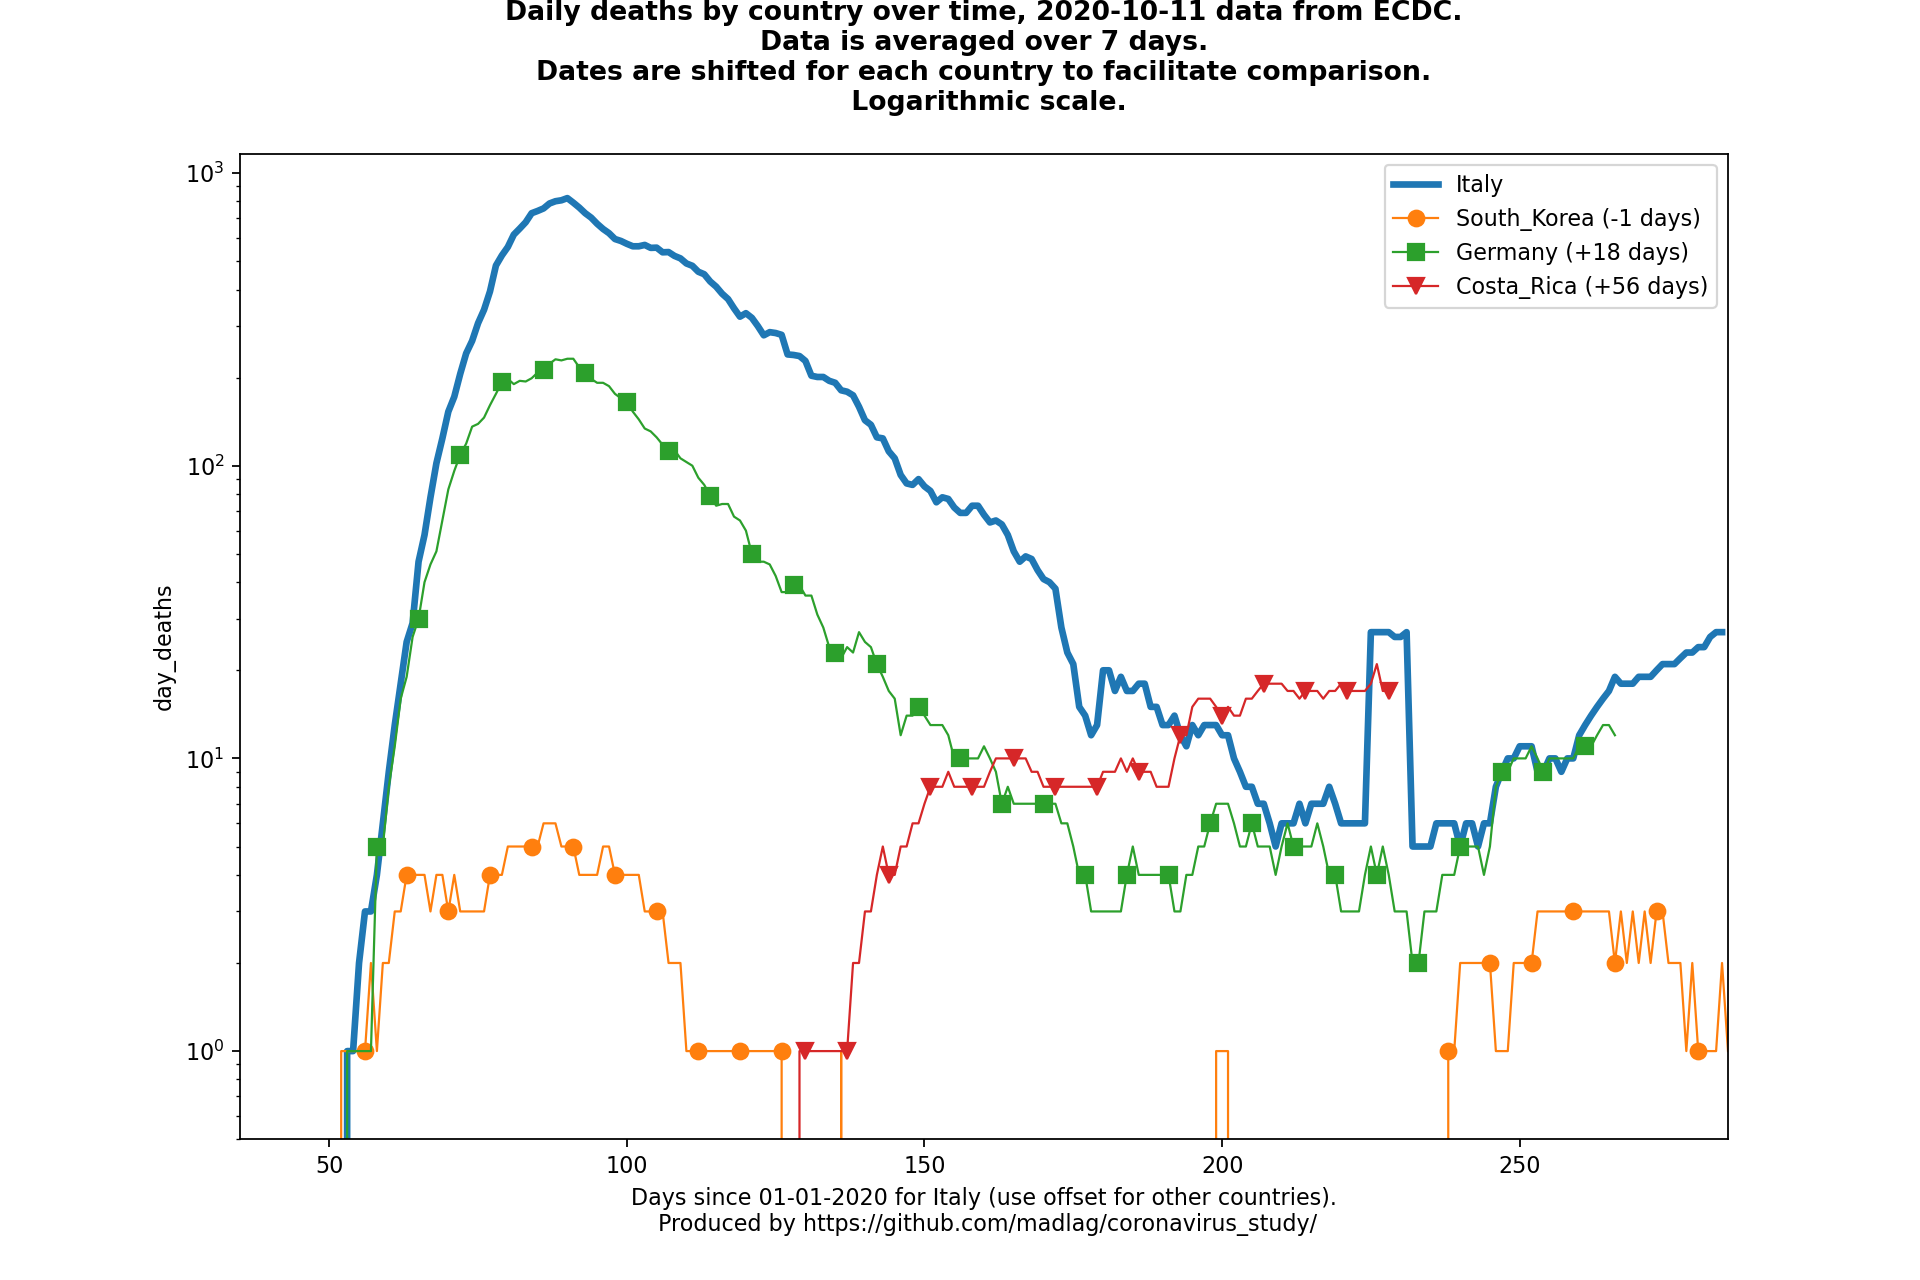 Daily deaths by country over time, 2020-10-11 data from ECDC.
Data is averaged over 7 days.
Dates are shifted for each country to facilitate comparison.
Logarithmic scale.
10³
10²
10¹
10⁰
day_deaths
Italy
South_Korea (-1 days)
Germany (+18 days)
Costa_Rica (+56 days)
50
100
150
200
250
Days since 01-01-2020 for Italy (use offset for other countries).
Produced by https://github.com/madlag/coronavirus_study/